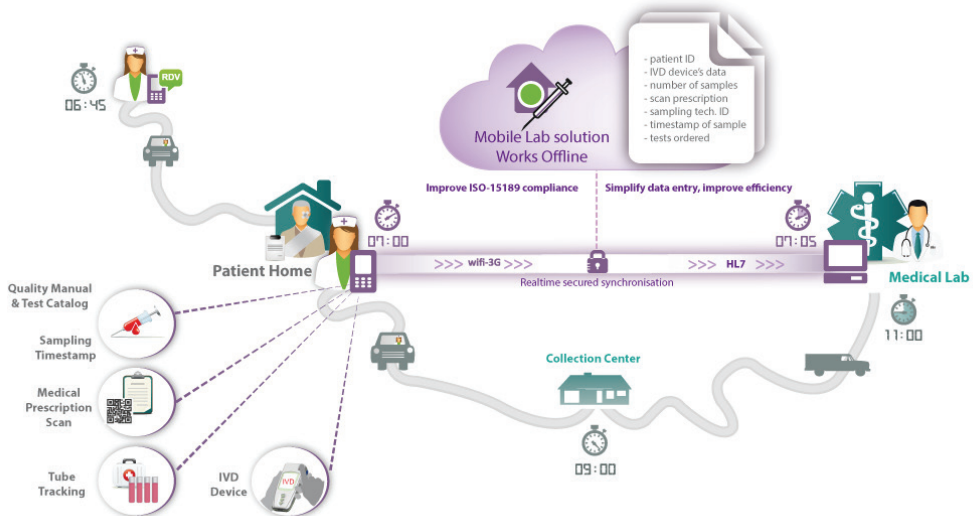 RDV
06:45
- patient ID
- IVD device's data
- number of samples
- scan prescription
- sampling tech. ID
- timestamp of sample
- tests ordered
Mobile Lab solution
Works Offline
Improve ISO-15189 compliance
Simplify data entry, improve efficiency
07:00
07:05
>>> wifi-3G >>>
>>> HL7 >>>
Realtime secured synchronisation
Patient Home
Medical Lab
Quality Manual
& Test Catalog
Sampling
Timestamp
11:00
Collection Center
Medical
Prescription
Scan
09:00
Tube
Tracking
IVD
Device
IVD